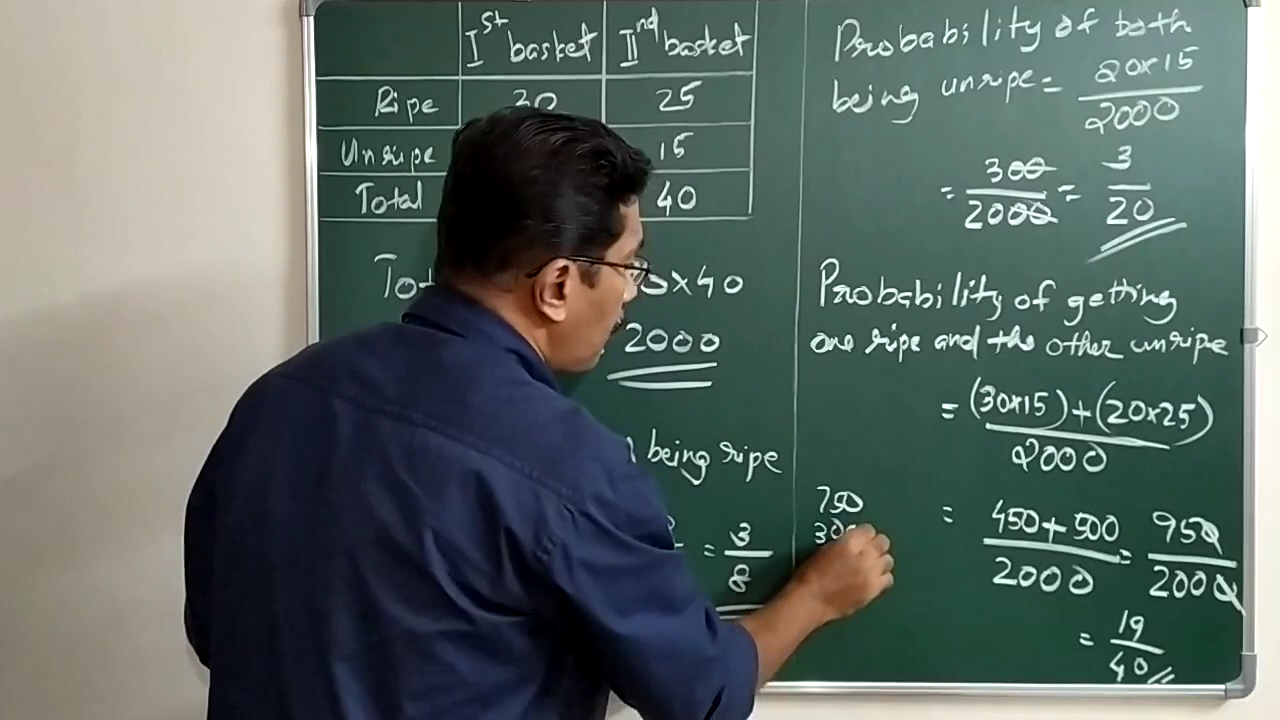 Iˢᵗ basket IIⁿᵈ basket
Ripe 30 25
Unripe 15
Total 40
0×40
2000
being ripe
= 3/8
Probability of both
being unripe = 20×15/2000
= 300/2000 = 3/20
Probability of getting
one ripe and the other unripe
= (30×15)+(20×25)/2000
= 450+500/2000 = 950/2000
= 19/40
750